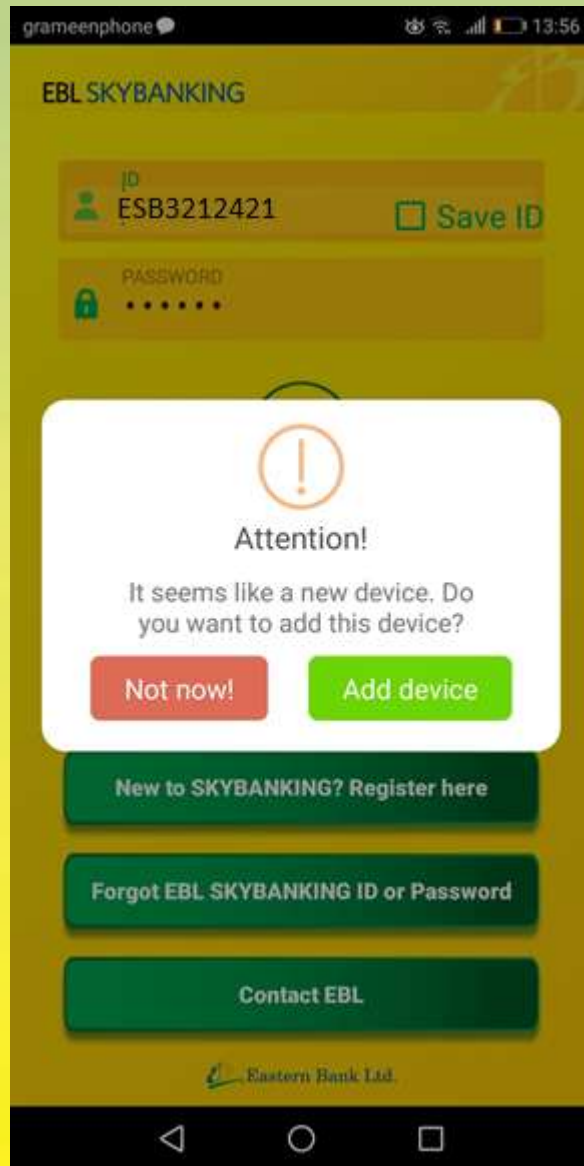 grameenphone 13:56
EBL SKYBANKING
ID
ESB3212421 Save ID
PASSWORD
Attention!
It seems like a new device. Do
you want to add this device?
Not now! Add device
New to SKYBANKING? Register here
Forgot EBL SKYBANKING ID or Password
Contact EBL
Eastern Bank Ltd.